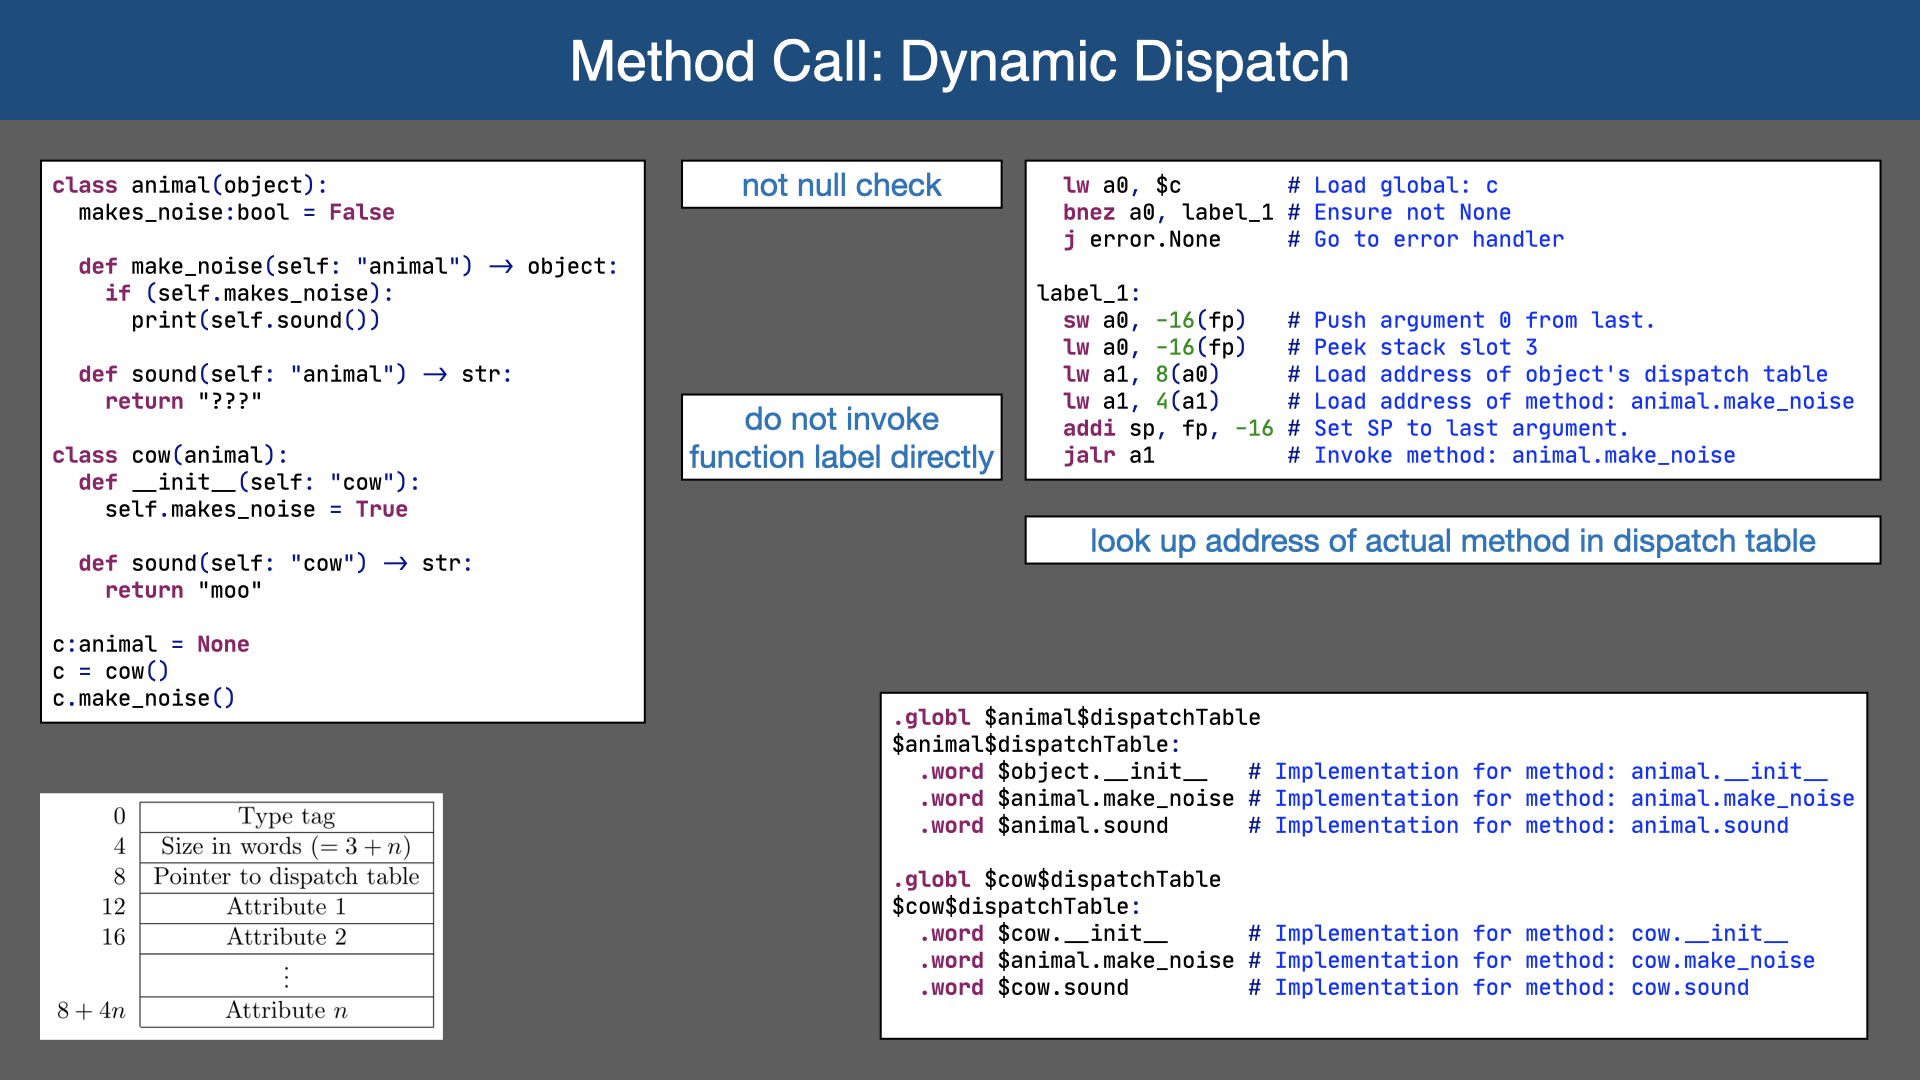 Method Call: Dynamic Dispatch
class animal(object):
  makes_noise:bool = False

  def make_noise(self: "animal") → object:
    if (self.makes_noise):
      print(self.sound())

  def sound(self: "animal") → str:
    return "???"

class cow(animal):
  def __init__(self: "cow"):
    self.makes_noise = True

  def sound(self: "cow") → str:
    return "moo"

c:animal = None
c = cow()
c.make_noise()
not null check
do not invoke
function label directly
  lw a0, $c        # Load global: c
  bnez a0, label_1 # Ensure not None
  j error.None     # Go to error handler

label_1:
  sw a0, -16(fp)   # Push argument 0 from last.
  lw a0, -16(fp)   # Peek stack slot 3
  lw a1, 8(a0)     # Load address of object's dispatch table
  lw a1, 4(a1)     # Load address of method: animal.make_noise
  addi sp, fp, -16 # Set SP to last argument.
  jalr a1          # Invoke method: animal.make_noise
look up address of actual method in dispatch table
0 Type tag
4 Size in words (= 3 + n)
8 Pointer to dispatch table
12 Attribute 1
16 Attribute 2
⋮
8 + 4n Attribute n
.globl $animal$dispatchTable
$animal$dispatchTable:
  .word $object.__init__   # Implementation for method: animal.__init__
  .word $animal.make_noise # Implementation for method: animal.make_noise
  .word $animal.sound      # Implementation for method: animal.sound

.globl $cow$dispatchTable
$cow$dispatchTable:
  .word $cow.__init__      # Implementation for method: cow.__init__
  .word $animal.make_noise # Implementation for method: cow.make_noise
  .word $cow.sound         # Implementation for method: cow.sound